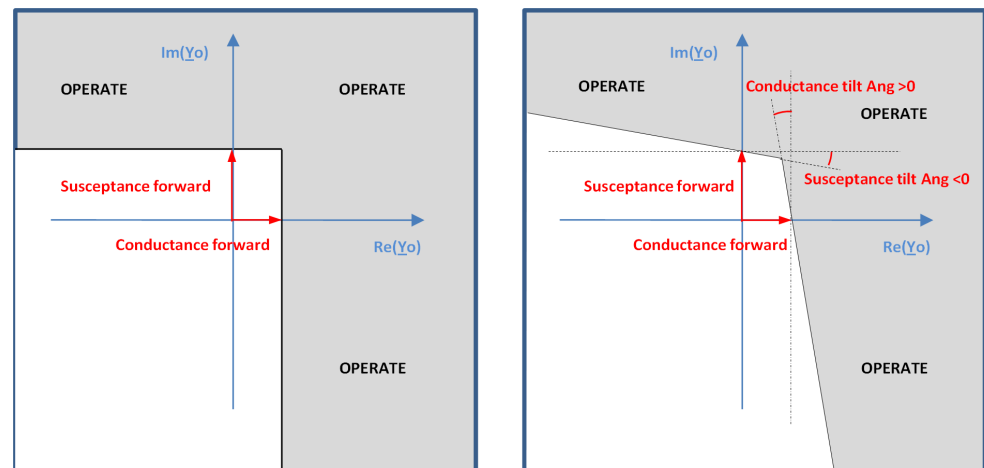 Im(Yo)
OPERATE
OPERATE
Susceptance forward
Conductance forward
Re(Yo)
OPERATE
Im(Yo)
OPERATE
Conductance tilt Ang >0
OPERATE
Susceptance tilt Ang <0
Susceptance forward
Conductance forward
Re(Yo)
OPERATE